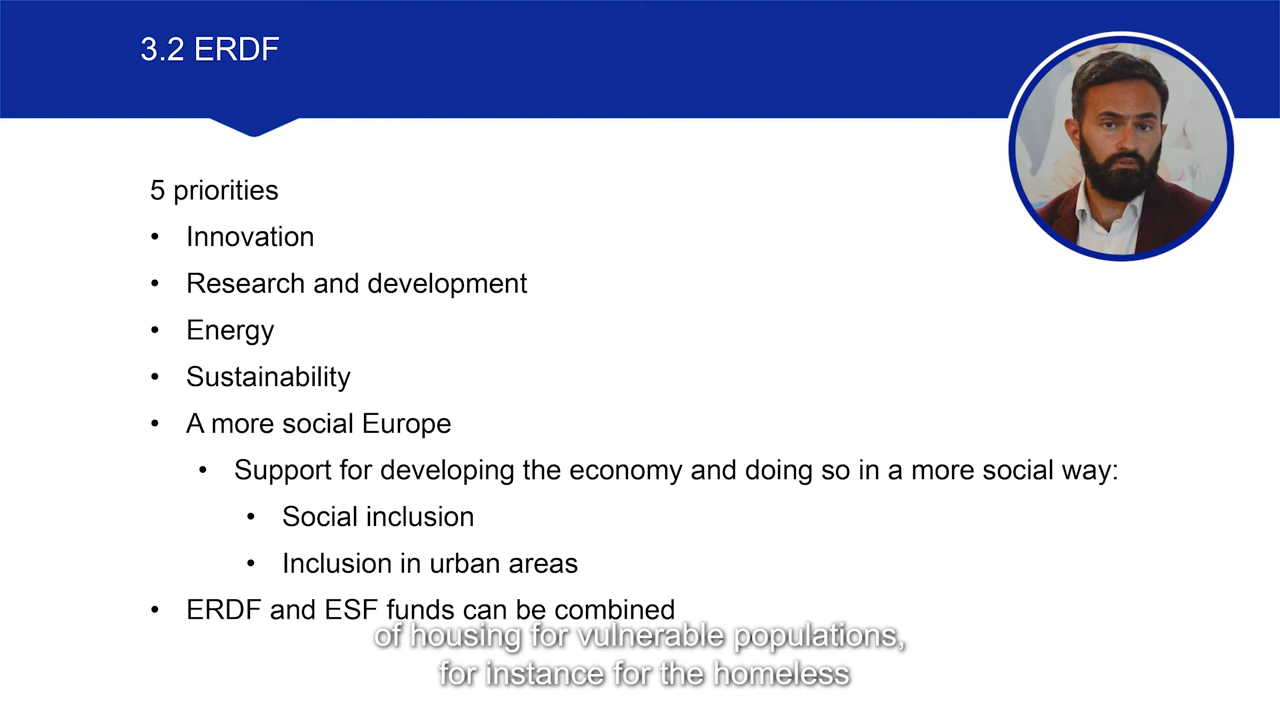 3.2 ERDF
5 priorities
• Innovation
• Research and development
• Energy
• Sustainability
• A more social Europe
• Support for developing the economy and doing so in a more social way:
• Social inclusion
• Inclusion in urban areas
• ERDF and ESF funds can be combined
of housing for vulnerable populations,
for instance for the homeless